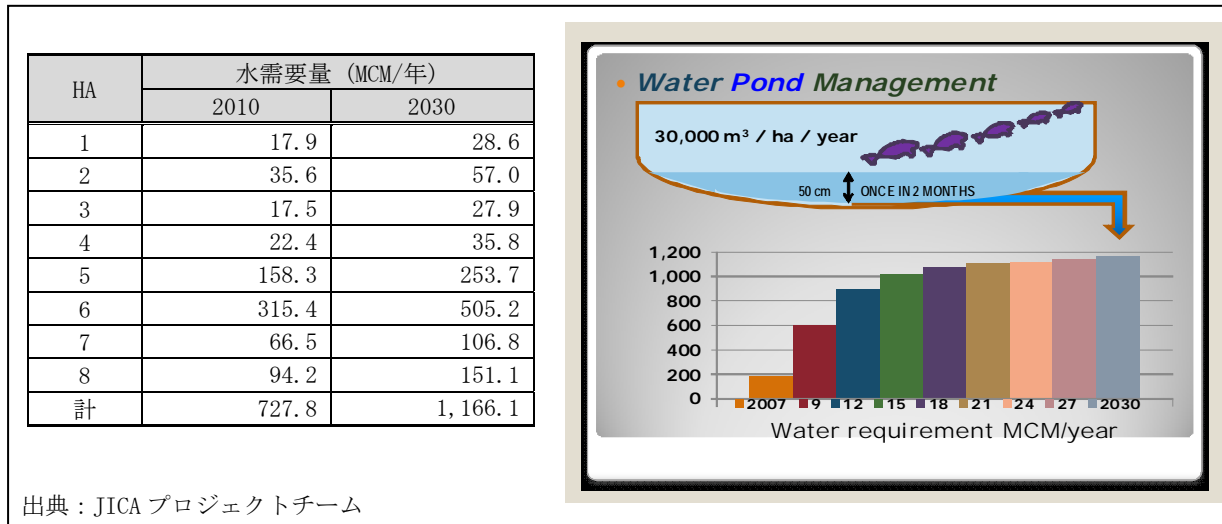 HA 水需要量 (MCM/年)
2010 2030
1 17.9 28.6
2 35.6 57.0
3 17.5 27.9
4 22.4 35.8
5 158.3 253.7
6 315.4 505.2
7 66.5 106.8
8 94.2 151.1
計 727.8 1,166.1
出典：JICAプロジェクトチーム
• Water Pond Management
30,000 m³ / ha / year
50 cm ONCE IN 2 MONTHS
1,200
1,000
800
600
400
200
0
2007 9 12 15 18 21 24 27 2030
Water requirement MCM/year